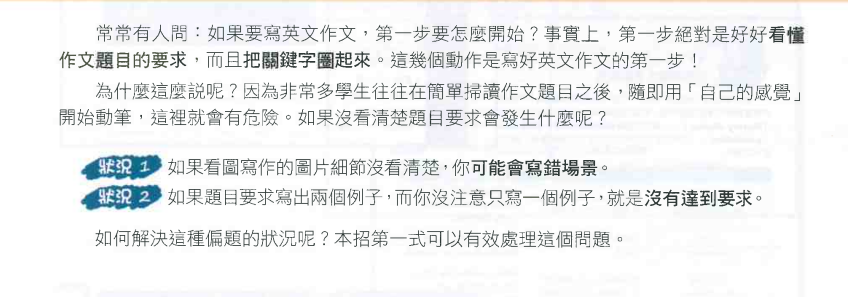 常常有人問：如果要寫英文作文，第一步要怎麼開始？事實上，第一步絕對是好好看懂
作文題目的要求，而且把關鍵字圈起來。這幾個動作是寫好英文作文的第一步！
為什麼這麼說呢？因為非常多學生往往在簡單掃讀作文題目之後，隨即用「自己的感覺」
開始動筆，這裡就會有危險。如果沒看清楚題目要求會發生什麼呢？
狀況 1 如果看圖寫作的圖片細節沒看清楚，你可能會寫錯場景。
狀況 2 如果題目要求寫出兩個例子，而你沒注意只寫一個例子，就是沒有達到要求。
如何解決這種偏題的狀況呢？本招第一式可以有效處理這個問題。